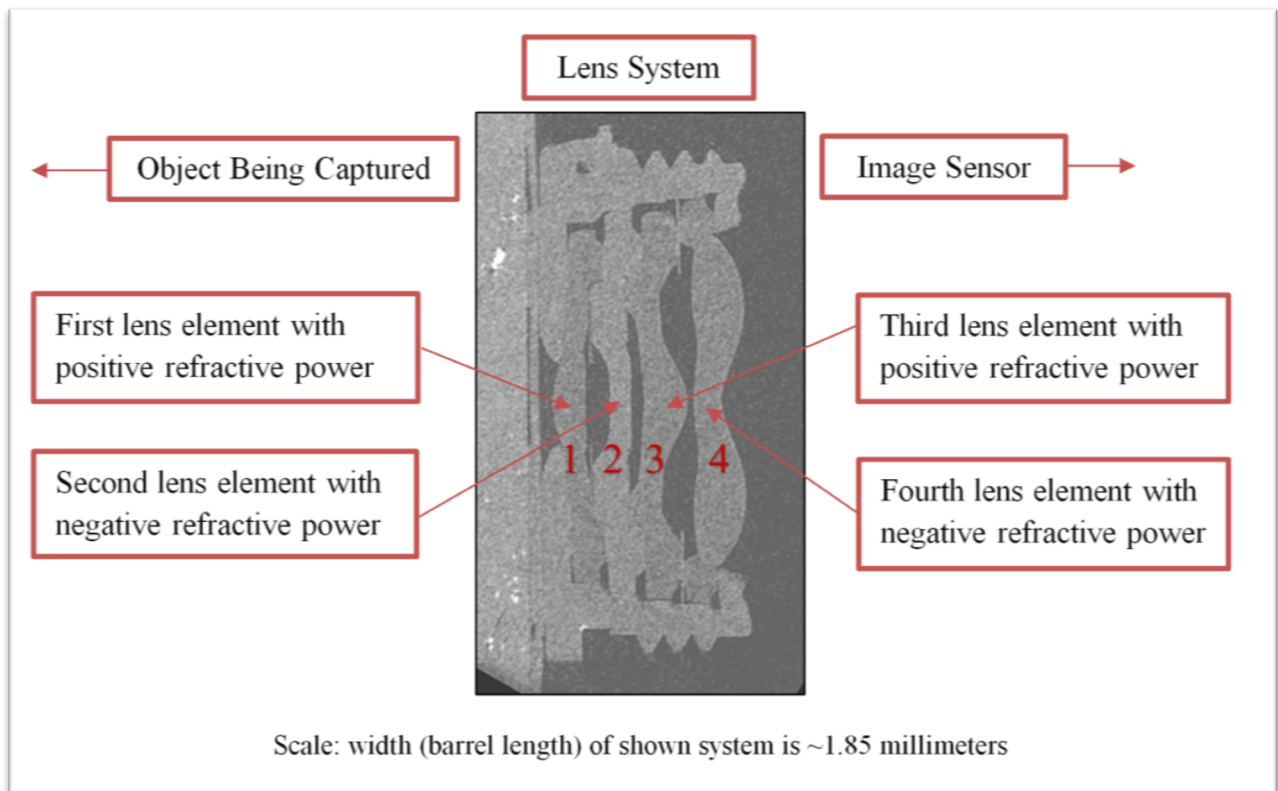 Lens System
Object Being Captured
Image Sensor
First lens element with
positive refractive power
Third lens element with
positive refractive power
1 2 3 4
Second lens element with
negative refractive power
Fourth lens element with
negative refractive power
Scale: width (barrel length) of shown system is ~1.85 millimeters